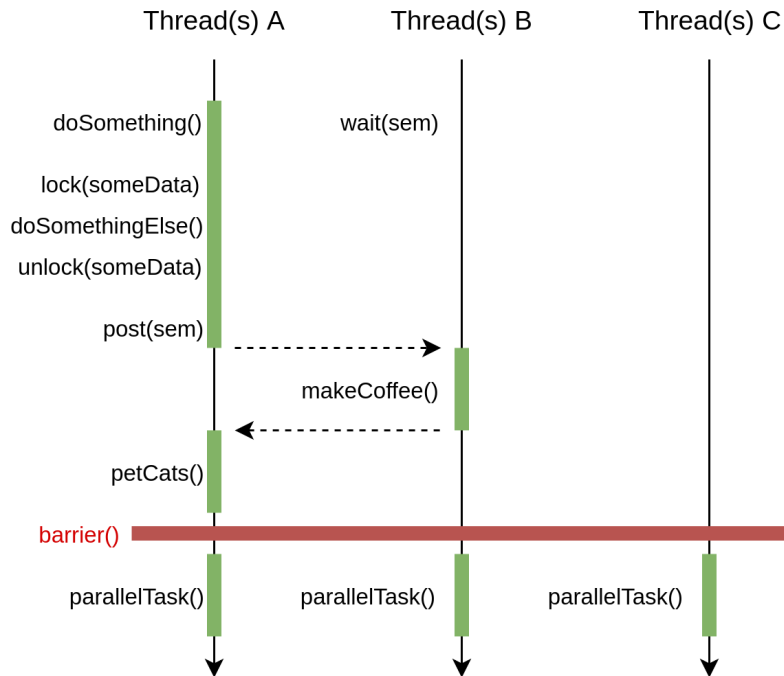 Thread(s) A
Thread(s) B
Thread(s) C
doSomething()
wait(sem)
lock(someData)
doSomethingElse()
unlock(someData)
post(sem)
makeCoffee()
petCats()
barrier()
parallelTask()
parallelTask()
parallelTask()